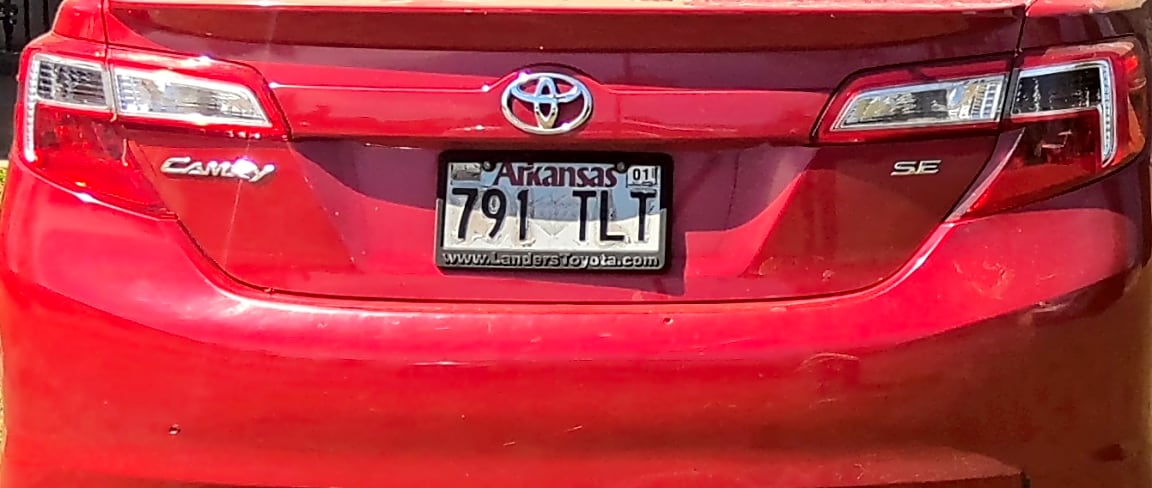 CAMRY
SE
Arkansas
01
791 TLT
www.LandersToyota.com